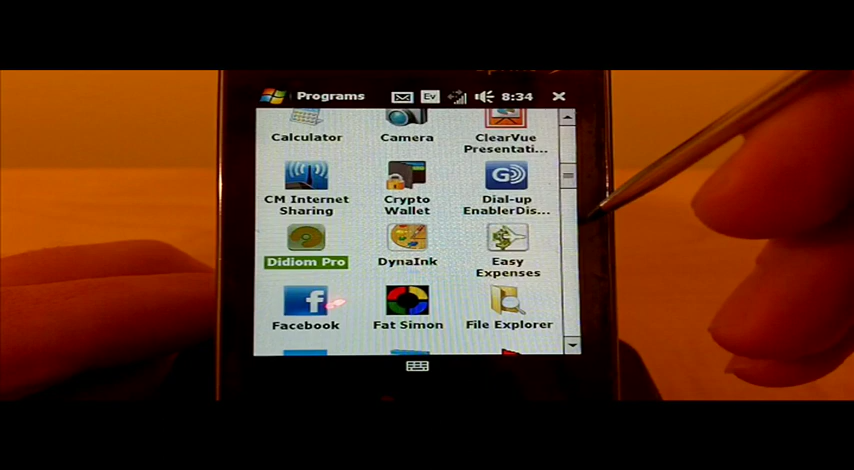 Programs Ev 8:34
Calculator Camera ClearVue
Presentati...
CM Internet Crypto Dial-up
Sharing Wallet EnablerDis...
Didiom Pro DynaInk Easy
Expenses
Facebook Fat Simon File Explorer